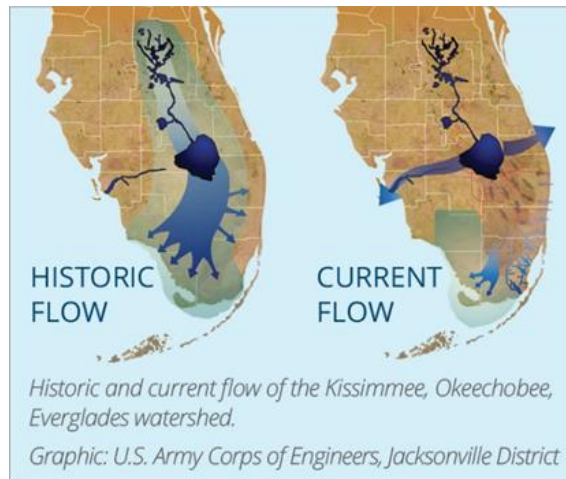 HISTORIC
FLOW
CURRENT
FLOW
Historic and current flow of the Kissimmee, Okeechobee,
Everglades watershed.
Graphic: U.S. Army Corps of Engineers, Jacksonville District